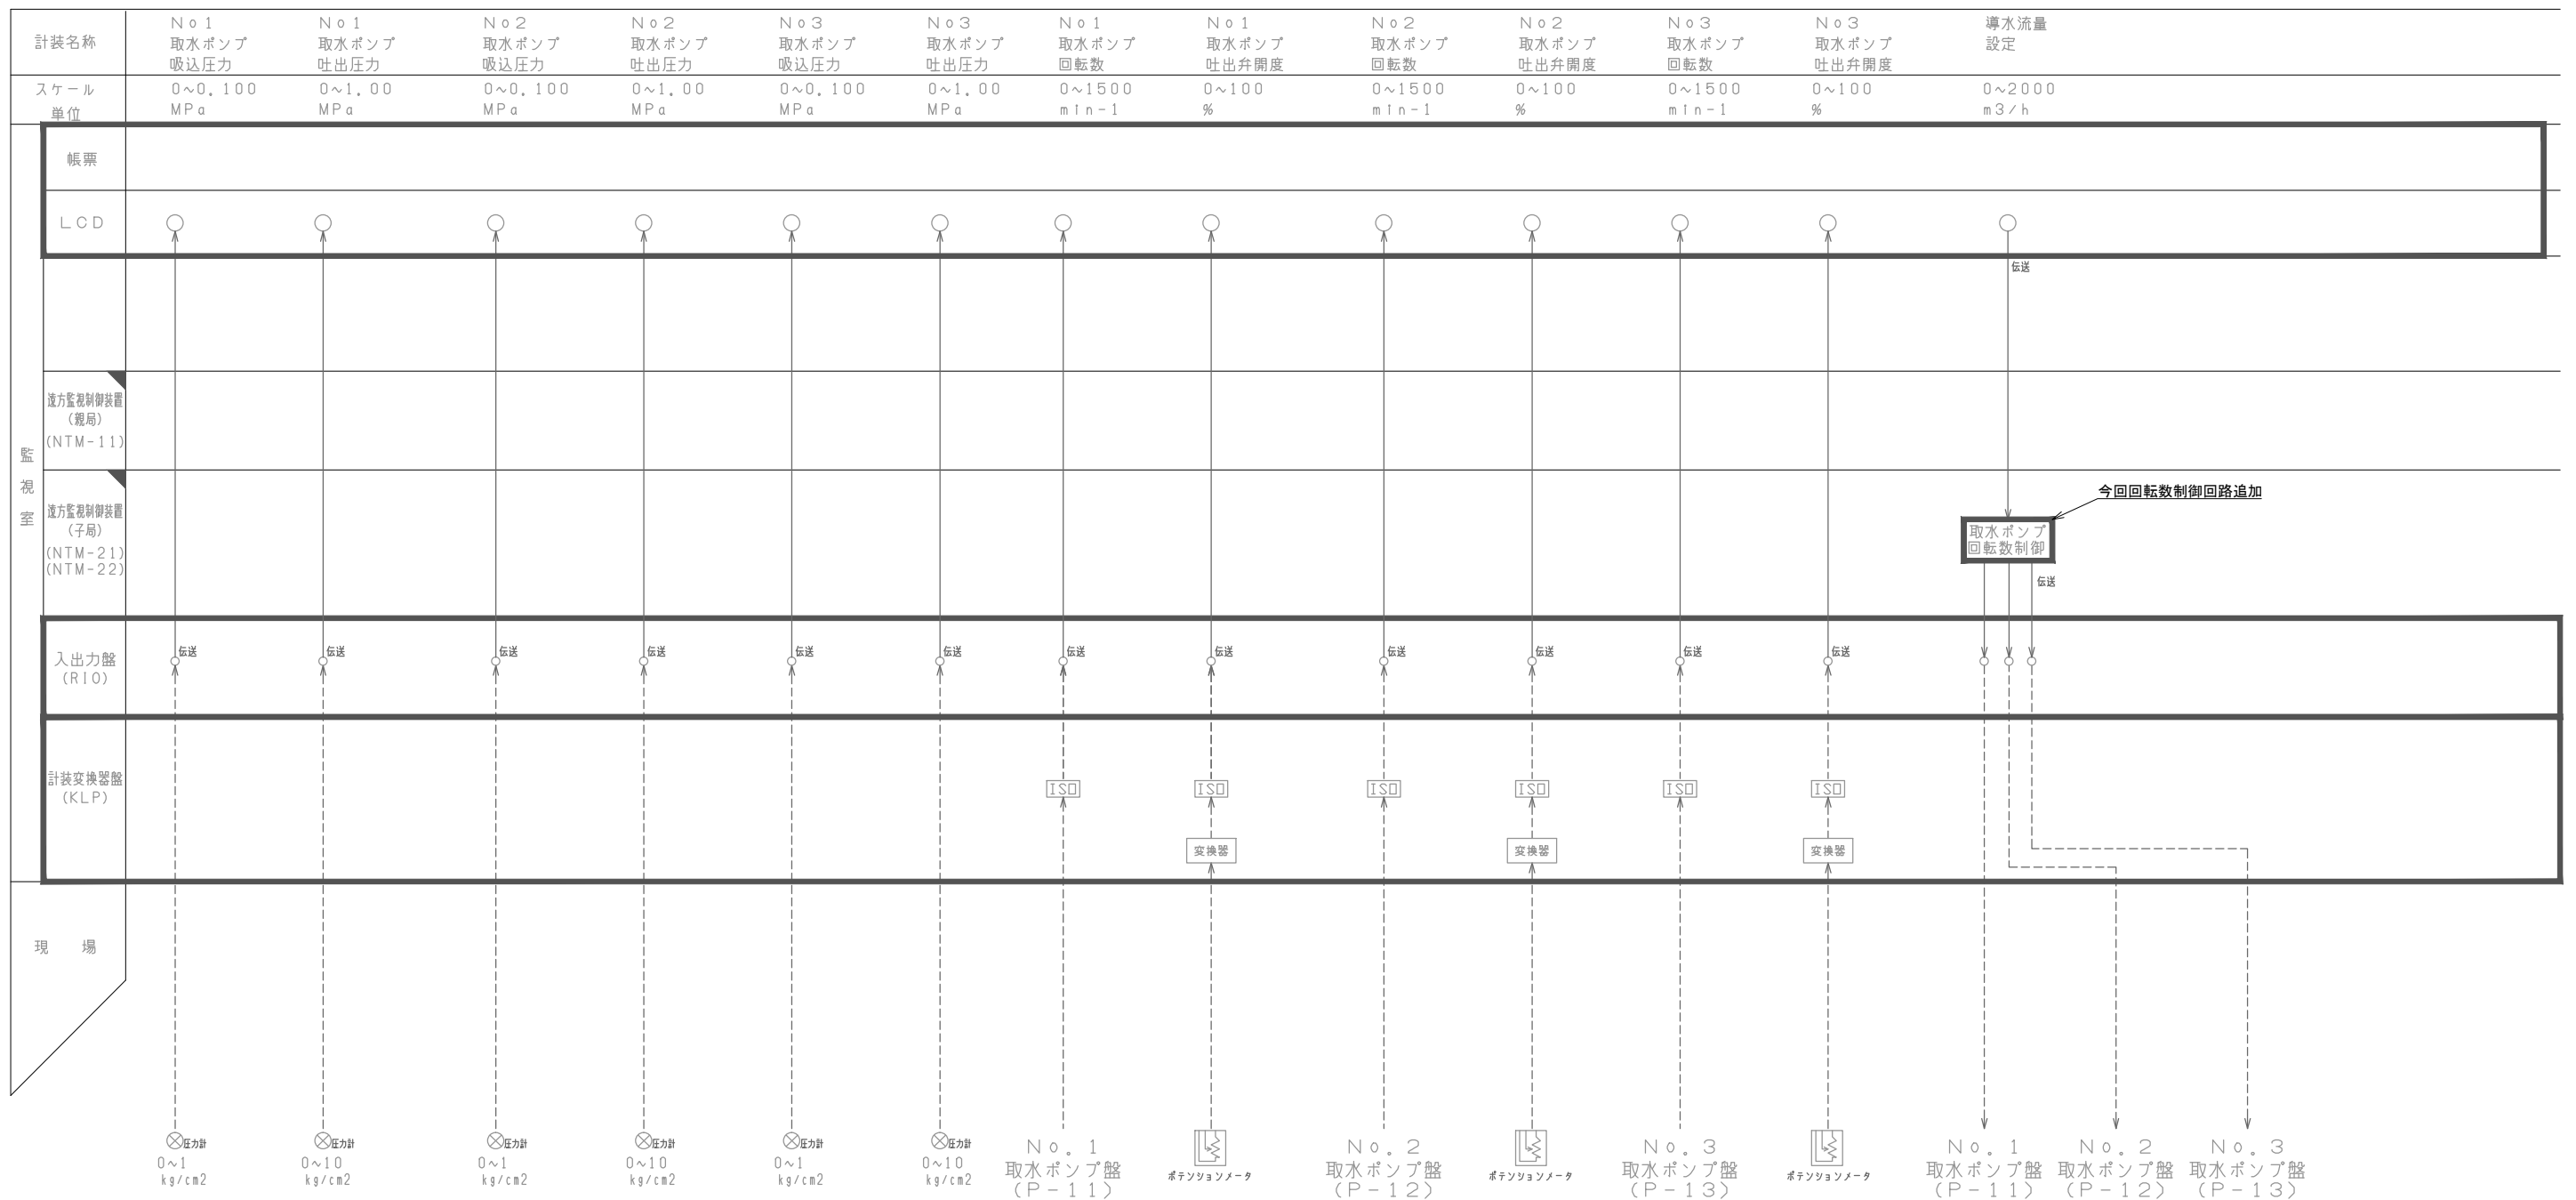 計装名称
No1
取水ポンプ
吸込圧力
No1
取水ポンプ
吐出圧力
No2
取水ポンプ
吸込圧力
No2
取水ポンプ
吐出圧力
No3
取水ポンプ
吸込圧力
No3
取水ポンプ
吐出圧力
No1
取水ポンプ
回転数
No1
取水ポンプ
吐出弁開度
No2
取水ポンプ
回転数
No2
取水ポンプ
吐出弁開度
No3
取水ポンプ
回転数
No3
取水ポンプ
吐出弁開度
導水流量
設定
スケール
単位
0~0.100
MPa
0~1.00
MPa
0~0.100
MPa
0~1.00
MPa
0~0.100
MPa
0~1.00
MPa
0~1500
min-1
0~100
%
0~1500
min-1
0~100
%
0~1500
min-1
0~100
%
0~2000
m3/h
監視室
帳票
LCD
伝送
遠方監視制御装置
(親局)
(NTM-11)
遠方監視制御装置
(子局)
(NTM-21)
(NTM-22)
今回回転数制御回路追加
取水ポンプ
回転数制御
伝送
入出力盤
(RIO)
伝送
伝送
伝送
伝送
伝送
伝送
伝送
伝送
伝送
伝送
伝送
伝送
計装変換器盤
(KLP)
ISO
ISO
ISO
ISO
ISO
ISO
変換器
変換器
変換器
現 場
圧力計
0~1
kg/cm2
圧力計
0~10
kg/cm2
圧力計
0~1
kg/cm2
圧力計
0~10
kg/cm2
圧力計
0~1
kg/cm2
圧力計
0~10
kg/cm2
No.1
取水ポンプ盤
(P-11)
ポテンションメータ
No.2
取水ポンプ盤
(P-12)
ポテンションメータ
No.3
取水ポンプ盤
(P-13)
ポテンションメータ
No.1
取水ポンプ盤
(P-11)
No.2
取水ポンプ盤
(P-12)
No.3
取水ポンプ盤
(P-13)